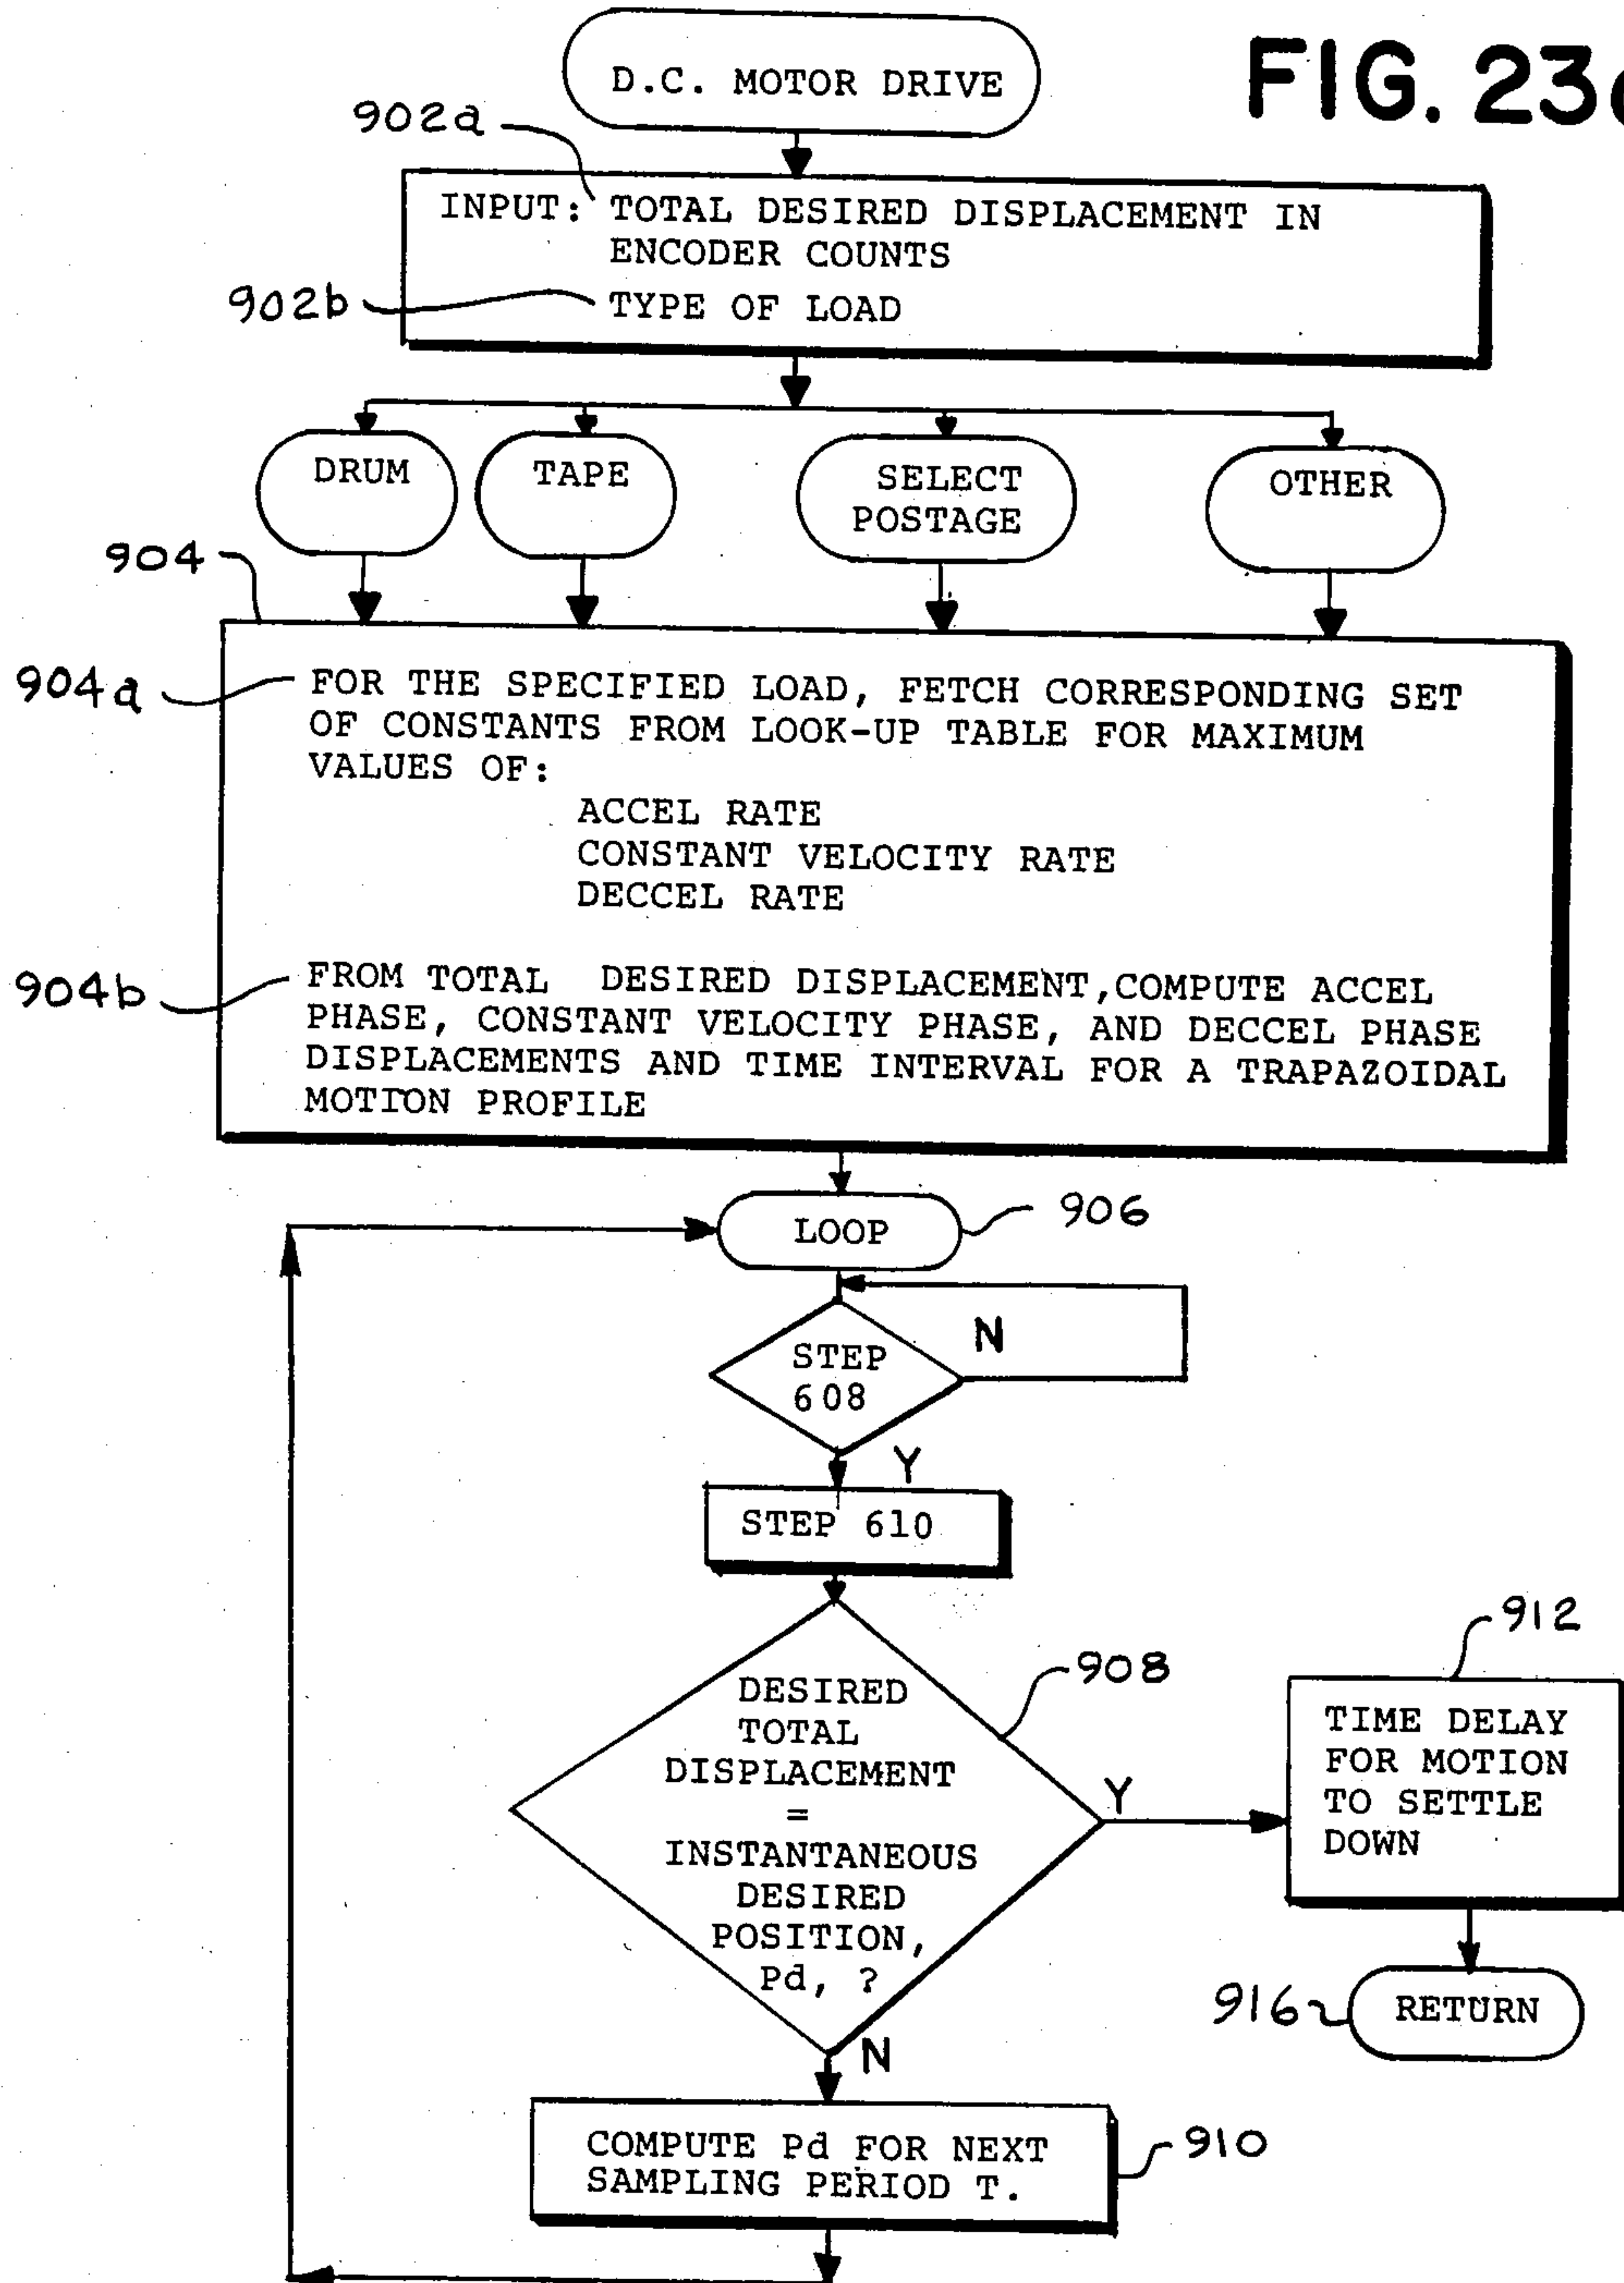 FIG. 23
D.C. MOTOR DRIVE
902a
INPUT: TOTAL DESIRED DISPLACEMENT IN
ENCODER COUNTS
902b
TYPE OF LOAD
DRUM
TAPE
SELECT
POSTAGE
OTHER
904
904a
FOR THE SPECIFIED LOAD, FETCH CORRESPONDING SET
OF CONSTANTS FROM LOOK-UP TABLE FOR MAXIMUM
VALUES OF:
ACCEL RATE
CONSTANT VELOCITY RATE
DECCEL RATE
904b
FROM TOTAL DESIRED DISPLACEMENT, COMPUTE ACCEL
PHASE, CONSTANT VELOCITY PHASE, AND DECCEL PHASE
DISPLACEMENTS AND TIME INTERVAL FOR A TRAPAZOIDAL
MOTION PROFILE
LOOP
906
STEP
608
N
Y
STEP 610
908
DESIRED
TOTAL
DISPLACEMENT
=
INSTANTANEOUS
DESIRED
POSITION,
Pd, ?
Y
912
TIME DELAY
FOR MOTION
TO SETTLE
DOWN
916
RETURN
N
COMPUTE Pd FOR NEXT
SAMPLING PERIOD T.
910